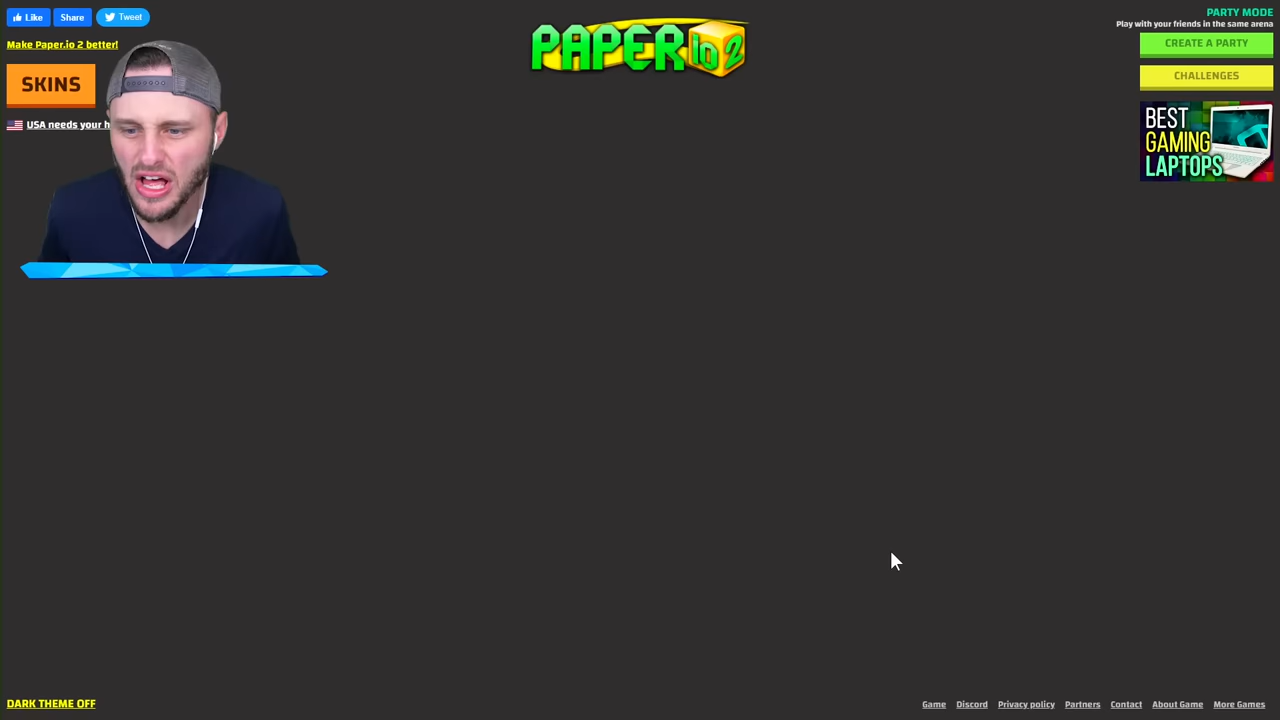 Like
Share
Tweet
Make Paper.io 2 better!
SKINS
USA needs your h
PAPER io 2
PARTY MODE
Play with your friends in the same arena
CREATE A PARTY
CHALLENGES
BEST
GAMING
LAPTOPS
DARK THEME OFF
Game
Discord
Privacy policy
Partners
Contact
About Game
More Games